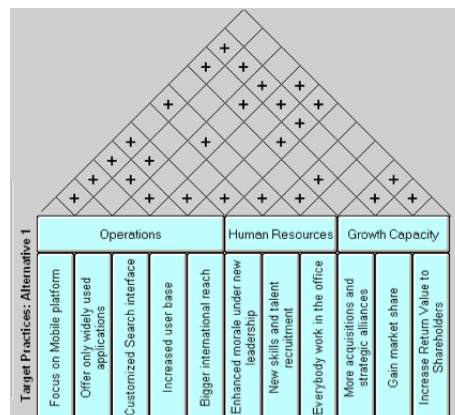 +
+ +
+ + +
+ + +
+
+ +
+ + +
+ + + +
+ + + + + +
Target Practices: Alternative 1
Operations
Human Resources
Growth Capacity
Focus on Mobile platform
Offer only widely used
applications
Customized Search interface
Increased user base
Bigger international reach
Enhanced morale under new
leadership
New skills and talent
recruitment
Everybody work in the office
More acquisitions and
strategic alliances
Gain market share
Increase Return Value to
Shareholders